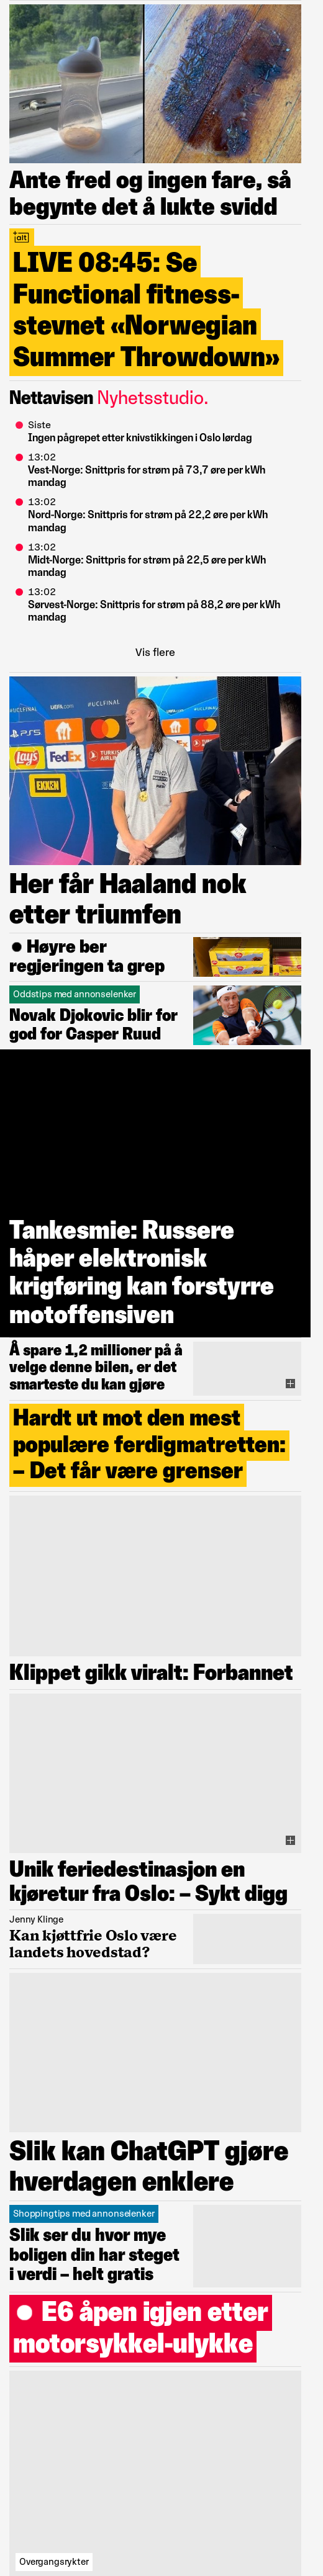 Ante fred og ingen fare, så
begynte det å lukte svidd
+alt
LIVE 08:45: Se
Functional fitness-
stevnet «Norwegian
Summer Throwdown»
Nettavisen Nyhetsstudio.
Siste
Ingen pågrepet etter knivstikkingen i Oslo lørdag
13:02
Vest-Norge: Snittpris for strøm på 73,7 øre per kWh
mandag
13:02
Nord-Norge: Snittpris for strøm på 22,2 øre per kWh
mandag
13:02
Midt-Norge: Snittpris for strøm på 22,5 øre per kWh
mandag
13:02
Sørvest-Norge: Snittpris for strøm på 88,2 øre per kWh
mandag
Vis flere
#UCLFINAL
UEFA.com
#UCLFINAL
mastercard
PS5
Lay's
FedEx
TURKISH
AIRLINES
Her får Haaland nok
etter triumfen
Høyre ber
regjeringen ta grep
Oddstips med annonselenker
Novak Djokovic blir for
god for Casper Ruud
Tankesmie: Russere
håper elektronisk
krigføring kan forstyrre
motoffensiven
Å spare 1,2 millioner på å
velge denne bilen, er det
smarteste du kan gjøre
Hardt ut mot den mest
populære ferdigmatretten:
– Det får være grenser
Klippet gikk viralt: Forbannet
Unik feriedestinasjon en
kjøretur fra Oslo: – Sykt digg
Jenny Klinge
Kan kjøttfrie Oslo være
landets hovedstad?
Slik kan ChatGPT gjøre
hverdagen enklere
Shoppingtips med annonselenker
Slik ser du hvor mye
boligen din har steget
i verdi – helt gratis
E6 åpen igjen etter
motorsykkel-ulykke
Overgangsrykter